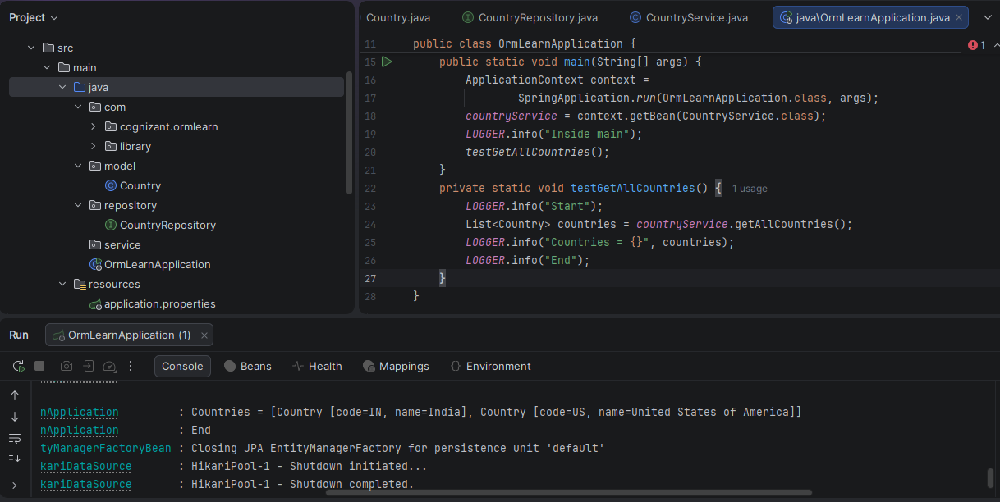 Project
Country.java
CountryRepository.java
CountryService.java
java\OrmLearnApplication.java
src
main
java
com
cognizant.ormlearn
library
model
Country
repository
CountryRepository
service
OrmLearnApplication
resources
application.properties
1
11 public class OrmLearnApplication {
15 public static void main(String[] args) {
16 ApplicationContext context =
17 SpringApplication.run(OrmLearnApplication.class, args);
18 countryService = context.getBean(CountryService.class);
19 LOGGER.info("Inside main");
20 testGetAllCountries();
21 }
22 private static void testGetAllCountries() { 1 usage
23 LOGGER.info("Start");
24 List<Country> countries = countryService.getAllCountries();
25 LOGGER.info("Countries = {}", countries);
26 LOGGER.info("End");
27 }
28 }
Run
OrmLearnApplication (1)
Console
Beans
Health
Mappings
Environment
nApplication : Countries = [Country [code=IN, name=India], Country [code=US, name=United States of America]]
nApplication : End
tyManagerFactoryBean : Closing JPA EntityManagerFactory for persistence unit 'default'
kariDataSource : HikariPool-1 - Shutdown initiated...
kariDataSource : HikariPool-1 - Shutdown completed.